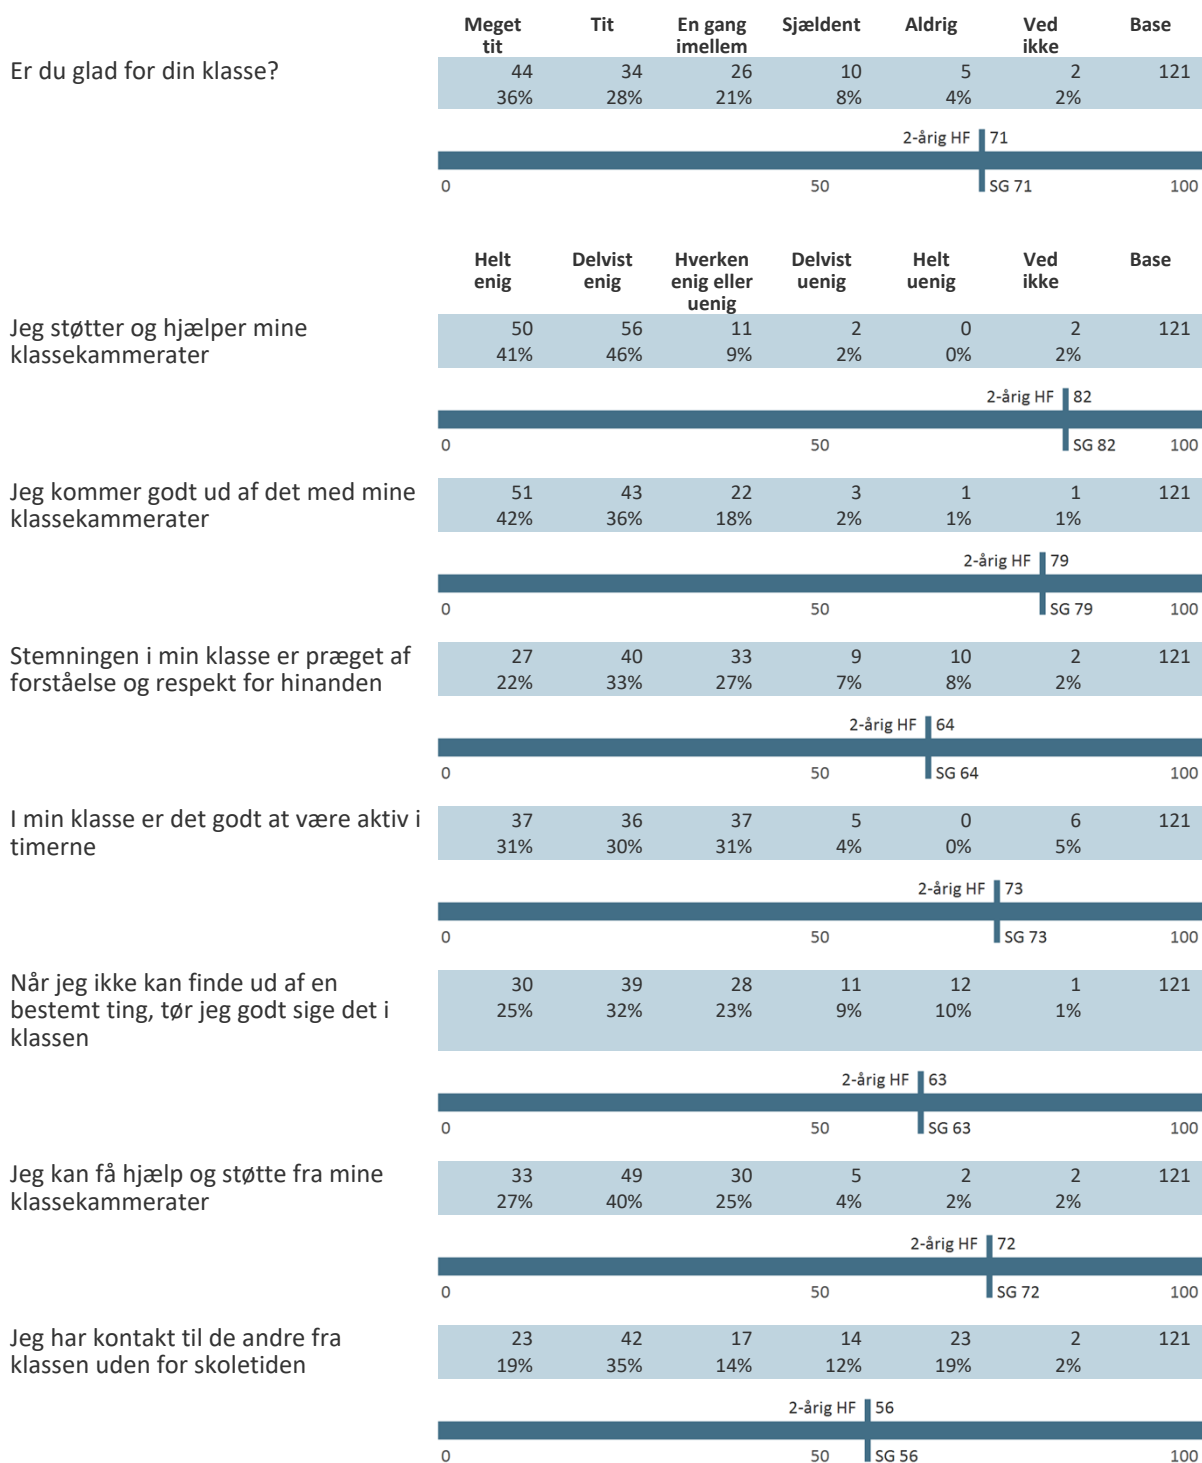 Meget tit Tit En gang imellem Sjældent Aldrig Ved ikke Base
Er du glad for din klasse? 44 34 26 10 5 2 121
36% 28% 21% 8% 4% 2%
2-årig HF 71
0 50 SG 71 100
Helt enig Delvist enig Hverken enig eller uenig Delvist uenig Helt uenig Ved ikke Base
Jeg støtter og hjælper mine 50 56 11 2 0 2 121
klassekammerater 41% 46% 9% 2% 0% 2%
2-årig HF 82
0 50 SG 82 100
Jeg kommer godt ud af det med mine 51 43 22 3 1 1 121
klassekammerater 42% 36% 18% 2% 1% 1%
2-årig HF 79
0 50 SG 79 100
Stemningen i min klasse er præget af 27 40 33 9 10 2 121
forståelse og respekt for hinanden 22% 33% 27% 7% 8% 2%
2-årig HF 64
0 50 SG 64 100
I min klasse er det godt at være aktiv i 37 36 37 5 0 6 121
timerne 31% 30% 31% 4% 0% 5%
2-årig HF 73
0 50 SG 73 100
Når jeg ikke kan finde ud af en 30 39 28 11 12 1 121
bestemt ting, tør jeg godt sige det i 25% 32% 23% 9% 10% 1%
klassen
2-årig HF 63
0 50 SG 63 100
Jeg kan få hjælp og støtte fra mine 33 49 30 5 2 2 121
klassekammerater 27% 40% 25% 4% 2% 2%
2-årig HF 72
0 50 SG 72 100
Jeg har kontakt til de andre fra 23 42 17 14 23 2 121
klassen uden for skoletiden 19% 35% 14% 12% 19% 2%
2-årig HF 56
0 50 SG 56 100